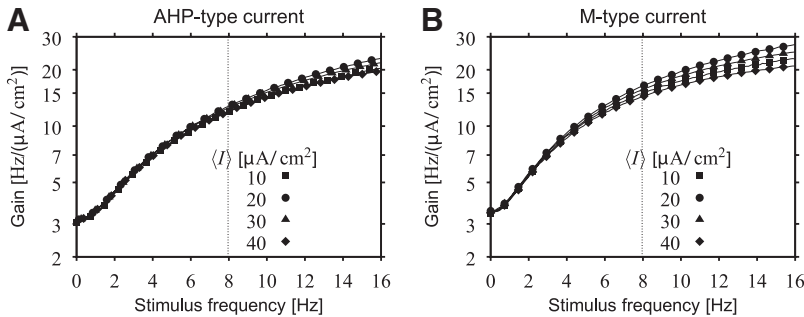 A
AHP-type current
Gain [Hz/(μA/ cm²)]
30
20
15
10
7
5
3
2
⟨I⟩ [μA/ cm²]
10
20
30
40
0 2 4 6 8 10 12 14 16
Stimulus frequency [Hz]
B
M-type current
Gain [Hz/(μA/ cm²)]
30
20
15
10
7
5
3
2
⟨I⟩ [μA/ cm²]
10
20
30
40
0 2 4 6 8 10 12 14 16
Stimulus frequency [Hz]